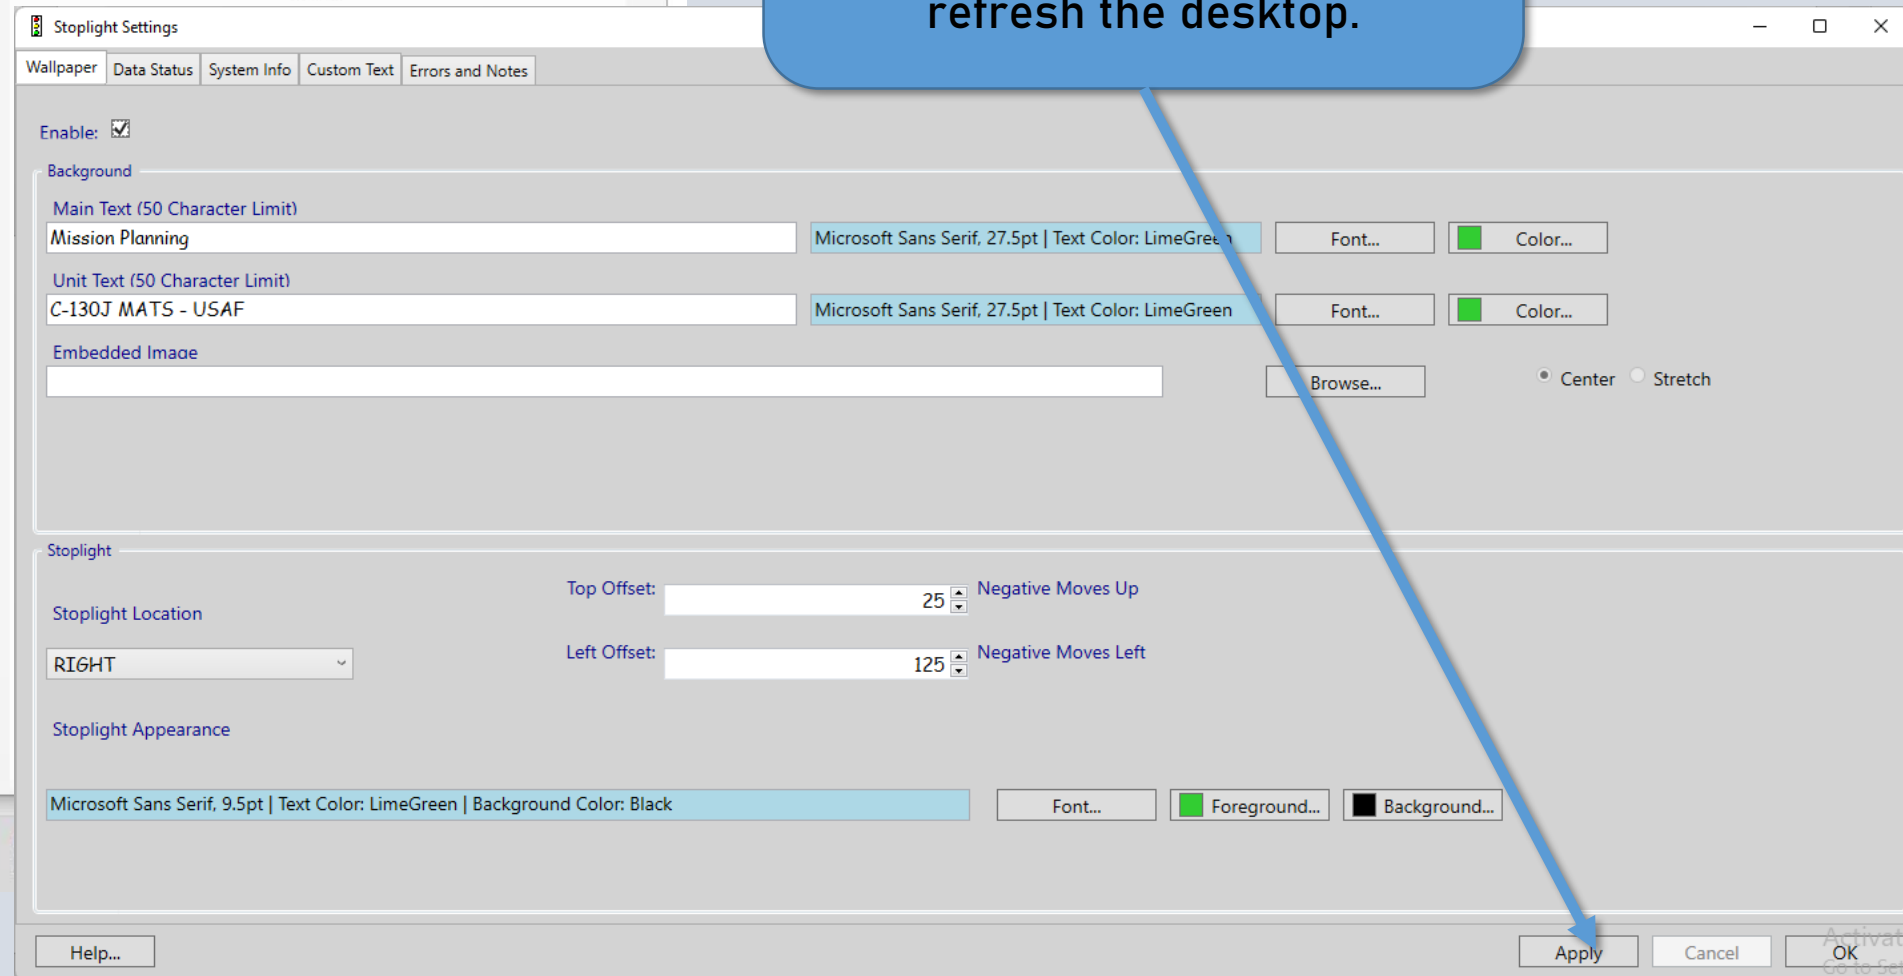 refresh the desktop.
Stoplight Settings
Wallpaper Data Status System Info Custom Text Errors and Notes
Enable:
Background
Main Text (50 Character Limit)
Mission Planning Microsoft Sans Serif, 27.5pt | Text Color: LimeGreen Font... Color...
Unit Text (50 Character Limit)
C-130J MATS - USAF Microsoft Sans Serif, 27.5pt | Text Color: LimeGreen Font... Color...
Embedded Image
Browse... Center Stretch
Stoplight
Top Offset: 25 Negative Moves Up
Stoplight Location
RIGHT Left Offset: 125 Negative Moves Left
Stoplight Appearance
Microsoft Sans Serif, 9.5pt | Text Color: LimeGreen | Background Color: Black Font... Foreground... Background...
Help... Apply Cancel OK